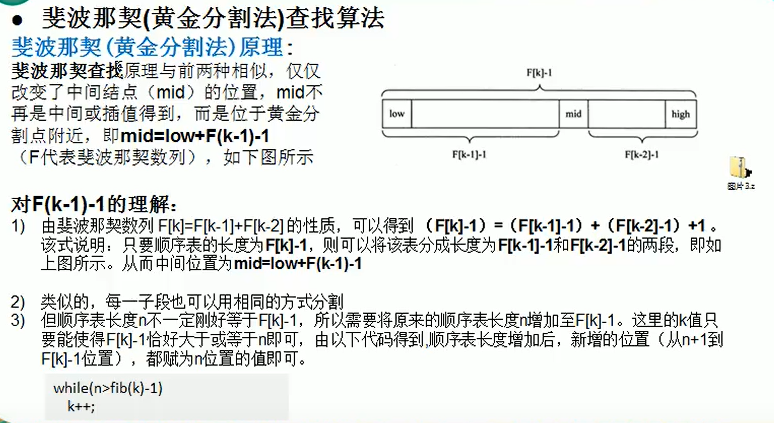 ● 斐波那契(黄金分割法)查找算法
斐波那契(黄金分割法)原理:
斐波那契查找原理与前两种相似，仅仅
改变了中间结点（mid）的位置，mid不
再是中间或插值得到，而是位于黄金分
割点附近，即mid=low+F(k-1)-1
（F代表斐波那契数列），如下图所示
F[k]-1
low
mid
high
F[k-1]-1
F[k-2]-1
图片3.z
对F(k-1)-1的理解：
1) 由斐波那契数列 F[k]=F[k-1]+F[k-2] 的性质，可以得到 （F[k]-1）=（F[k-1]-1）+（F[k-2]-1）+1 。
该式说明：只要顺序表的长度为F[k]-1，则可以将该表分成长度为F[k-1]-1和F[k-2]-1的两段，即如
上图所示。从而中间位置为mid=low+F(k-1)-1
2) 类似的，每一子段也可以用相同的方式分割
3) 但顺序表长度n不一定刚好等于F[k]-1，所以需要将原来的顺序表长度n增加至F[k]-1。这里的k值只
要能使得F[k]-1恰好大于或等于n即可，由以下代码得到,顺序表长度增加后，新增的位置（从n+1到
F[k]-1位置），都赋为n位置的值即可。
while(n>fib(k)-1)
k++;